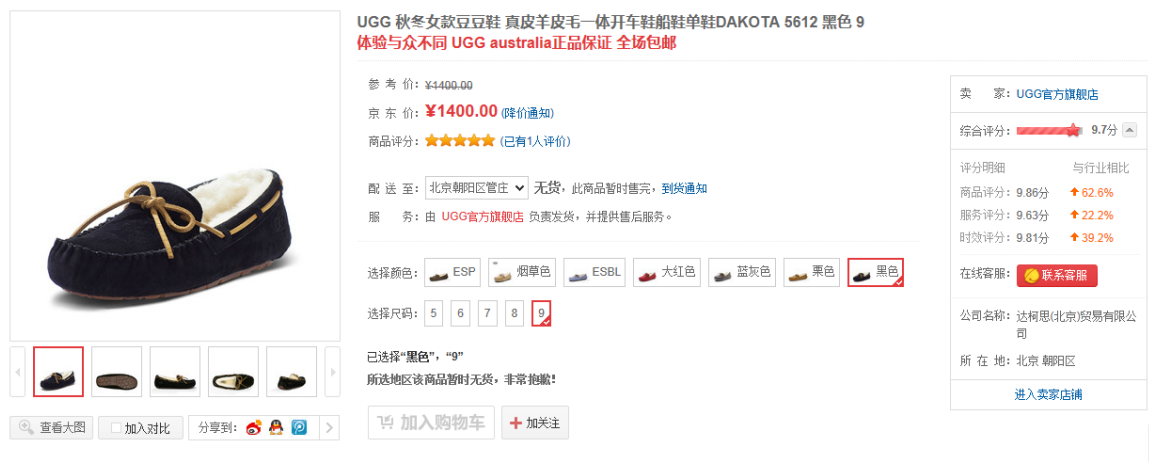 UGG 秋冬女款豆豆鞋 真皮羊皮毛一体开车鞋船鞋单鞋DAKOTA 5612 黑色 9
体验与众不同 UGG australia正品保证 全场包邮
参 考 价: ¥1400.00
京 东 价: ¥1400.00 (降价通知)
商品评分: (已有1人评价)
配 送 至: 北京朝阳区管庄 无货，此商品暂时售完，到货通知
服 务: 由 UGG官方旗舰店 负责发货，并提供售后服务。
选择颜色: ESP 烟草色 ESBL 大红色 蓝灰色 栗色 黑色
选择尺码: 5 6 7 8 9
已选择“黑色”，“9”
所选地区该商品暂时无货，非常抱歉!
加入购物车 加关注
查看大图 加入对比 分享到:
卖 家: UGG官方旗舰店
综合评分: 9.7分
评分明细 与行业相比
商品评分: 9.86分 62.6%
服务评分: 9.63分 22.2%
时效评分: 9.81分 39.2%
在线客服: 联系客服
公司名称: 达柯思(北京)贸易有限公
司
所 在 地: 北京 朝阳区
进入卖家店铺